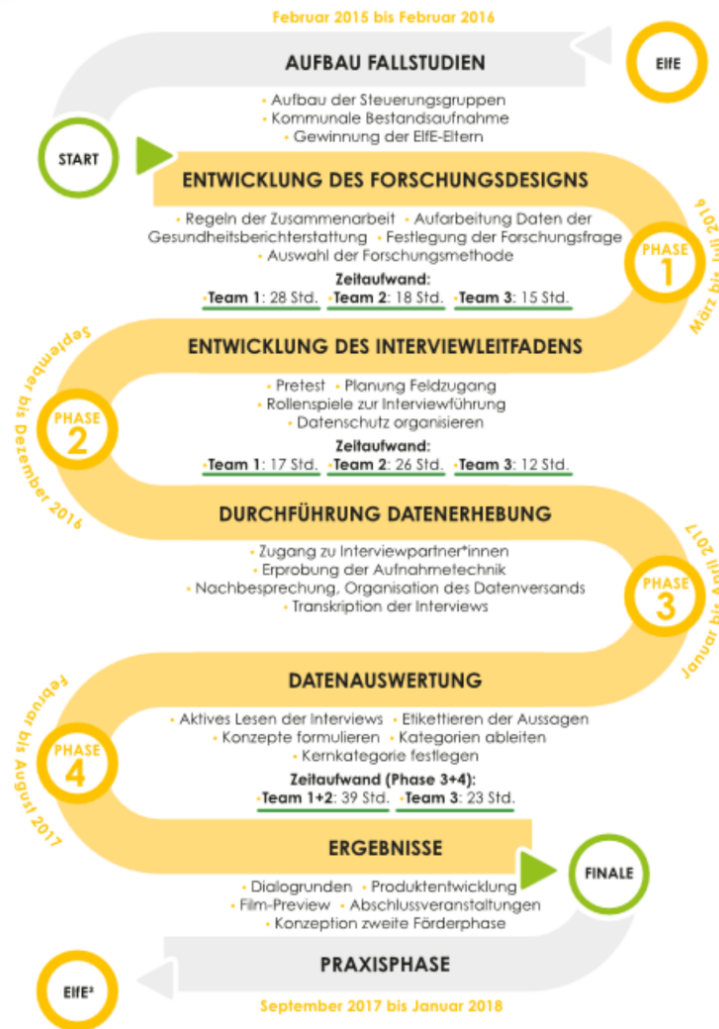 Februar 2015 bis Februar 2016
AUFBAU FALLSTUDIEN
ElfE
• Aufbau der Steuerungsgruppen
• Kommunale Bestandsaufnahme
• Gewinnung der ElfE-Eltern
START
ENTWICKLUNG DES FORSCHUNGSDESIGNS
• Regeln der Zusammenarbeit • Aufarbeitung Daten der
Gesundheitsberichterstattung • Festlegung der Forschungsfrage
• Auswahl der Forschungsmethode
Zeitaufwand:
•Team 1: 28 Std. •Team 2: 18 Std. •Team 3: 15 Std.
PHASE
1
März bis Juli 2016
ENTWICKLUNG DES INTERVIEWLEITFADENS
• Pretest • Planung Feldzugang
• Rollenspiele zur Interviewführung
• Datenschutz organisieren
Zeitaufwand:
•Team 1: 17 Std. •Team 2: 26 Std. •Team 3: 12 Std.
PHASE
2
September bis Dezember 2016
DURCHFÜHRUNG DATENERHEBUNG
• Zugang zu Interviewpartner*innen
• Erprobung der Aufnahmetechnik
• Nachbesprechung, Organisation des Datenversands
• Transkription der Interviews
PHASE
3
Januar bis April 2017
DATENAUSWERTUNG
• Aktives Lesen der Interviews • Etikettieren der Aussagen
• Konzepte formulieren • Kategorien ableiten
• Kernkategorie festlegen
Zeitaufwand (Phase 3+4):
•Team 1+2: 39 Std. •Team 3: 23 Std.
PHASE
4
Februar bis August 2017
ERGEBNISSE
• Dialogrunden • Produktentwicklung
• Film-Preview • Abschlussveranstaltungen
• Konzeption zweite Förderphase
FINALE
PRAXISPHASE
ElfE²
September 2017 bis Januar 2018